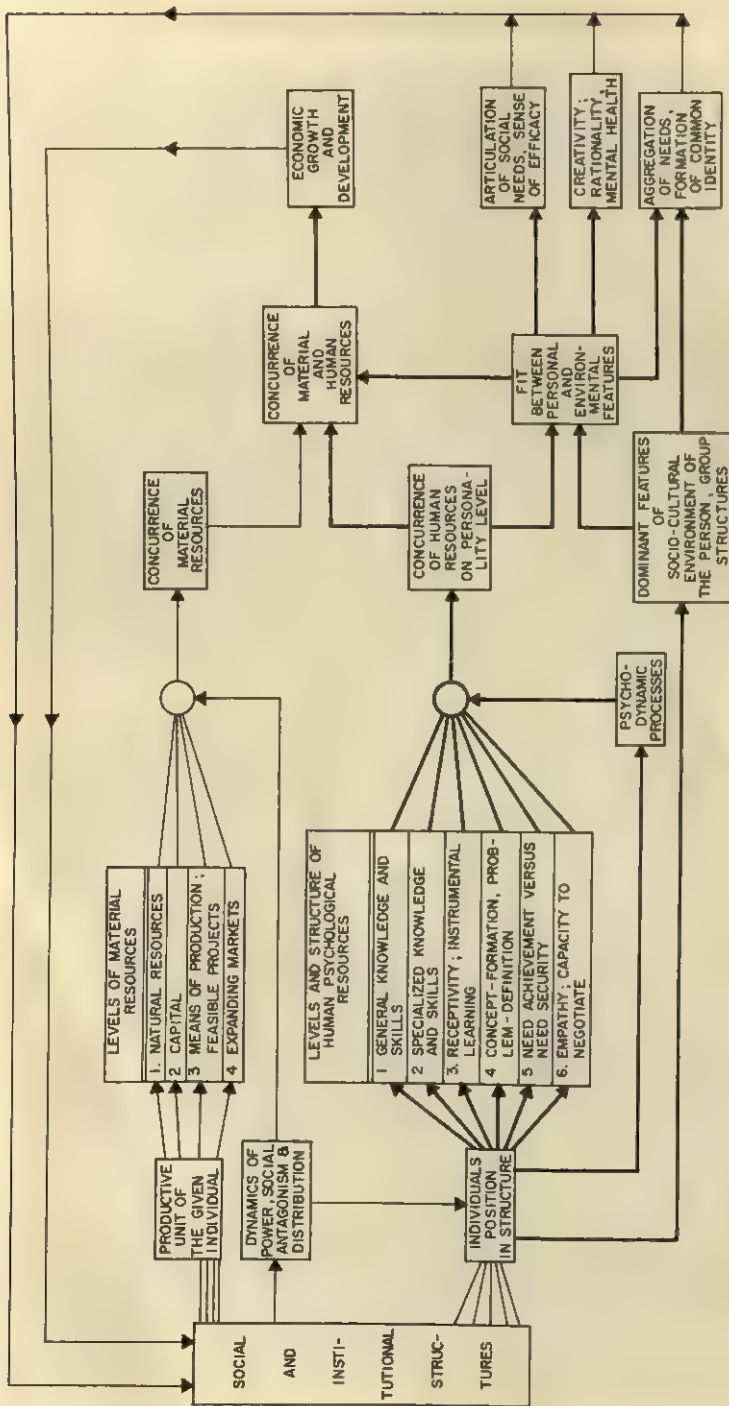 SOCIAL
AND
INSTI-
TUTIONAL
STRUC-
TURES
PRODUCTIVE
UNIT OF
THE GIVEN
INDIVIDUAL
DYNAMICS OF
POWER, SOCIAL
ANTAGONISM &
DISTRIBUTION
INDIVIDUALS
POSITION
IN STRUCTURE
LEVELS OF MATERIAL
RESOURCES
1. NATURAL RESOURCES
2 CAPITAL
3 MEANS OF PRODUCTION;
FEASIBLE PROJECTS
4 EXPANDING MARKETS
LEVELS AND STRUCTURE OF
HUMAN PSYCHOLOGICAL
RESOURCES
1 GENERAL KNOWLEDGE AND
SKILLS
2 SPECIALIZED KNOWLEDGE
AND SKILLS
3. RECEPTIVITY; INSTRUMENTAL
LEARNING
4 CONCEPT-FORMATION, PROB-
LEM-DEFINITION
5 NEED ACHIEVEMENT VERSUS
NEED SECURITY
6. EMPATHY; CAPACITY TO
NEGOTIATE
PSYCHO-
DYNAMIC
PROCESSES
CONCURRENCE
OF
MATERIAL
RESOURCES
CONCURRENCE
OF HUMAN
RESOURCES
ON PERSONA-
LITY LEVEL
DOMINANT FEATURES
OF
SOCIO-CULTURAL
ENVIRONMENT OF
THE PERSON, GROUP
STRUCTURES
CONCURRENCE
OF
MATERIAL
AND
HUMAN
RESOURCES
FIT
BETWEEN
PERSONAL
AND
ENVIRON-
MENTAL
FEATURES
ECONOMIC
GROWTH
AND
DEVELOPMENT
ARTICULATION
OF SOCIAL
NEEDS, SENSE
OF EFFICACY
CREATIVITY;
RATIONALITY,
MENTAL HEALTH
AGGREGATION
OF NEEDS,
FORMATION
OF COMMON
IDENTITY